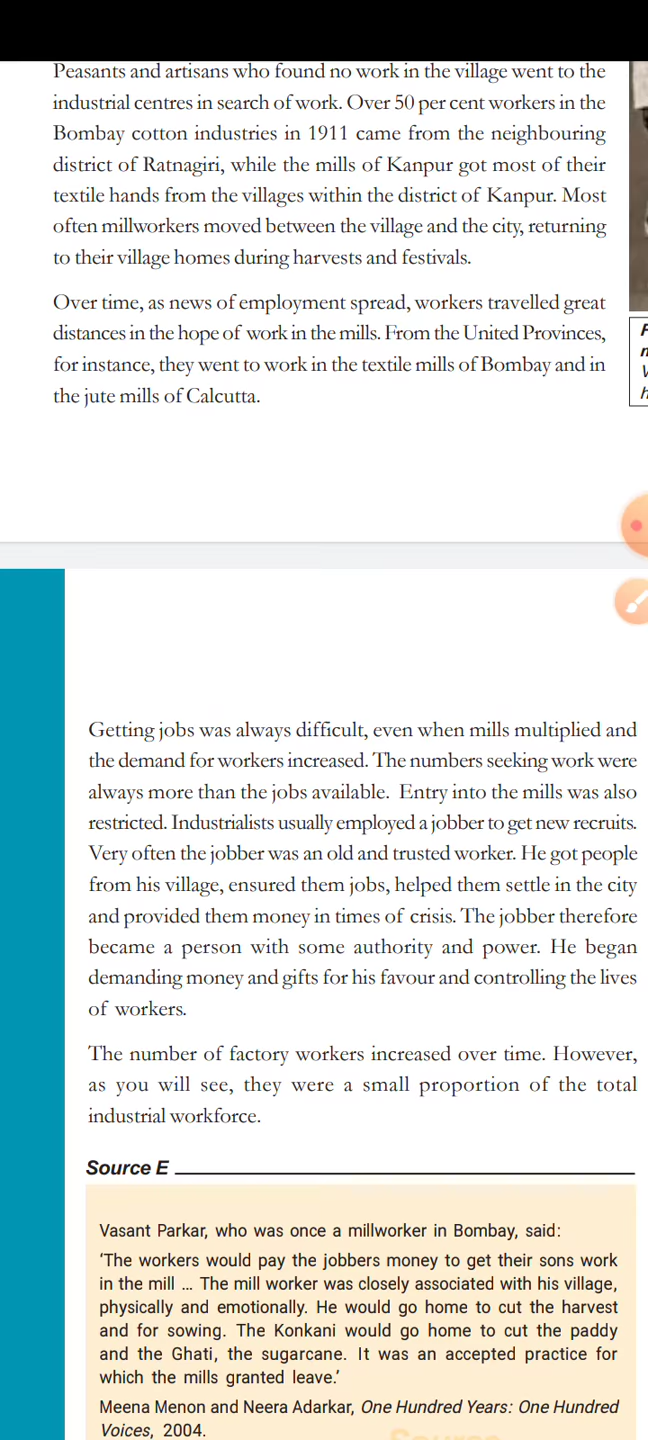 Peasants and artisans who found no work in the village went to the
industrial centres in search of work. Over 50 per cent workers in the
Bombay cotton industries in 1911 came from the neighbouring
district of Ratnagiri, while the mills of Kanpur got most of their
textile hands from the villages within the district of Kanpur. Most
often millworkers moved between the village and the city, returning
to their village homes during harvests and festivals.
Over time, as news of employment spread, workers travelled great
distances in the hope of work in the mills. From the United Provinces,
for instance, they went to work in the textile mills of Bombay and in
the jute mills of Calcutta.
Getting jobs was always difficult, even when mills multiplied and
the demand for workers increased. The numbers seeking work were
always more than the jobs available. Entry into the mills was also
restricted. Industrialists usually employed a jobber to get new recruits.
Very often the jobber was an old and trusted worker. He got people
from his village, ensured them jobs, helped them settle in the city
and provided them money in times of crisis. The jobber therefore
became a person with some authority and power. He began
demanding money and gifts for his favour and controlling the lives
of workers.
The number of factory workers increased over time. However,
as you will see, they were a small proportion of the total
industrial workforce.
Source E
Vasant Parkar, who was once a millworker in Bombay, said:
‘The workers would pay the jobbers money to get their sons work
in the mill ... The mill worker was closely associated with his village,
physically and emotionally. He would go home to cut the harvest
and for sowing. The Konkani would go home to cut the paddy
and the Ghati, the sugarcane. It was an accepted practice for
which the mills granted leave.’
Meena Menon and Neera Adarkar, One Hundred Years: One Hundred
Voices, 2004.
Source